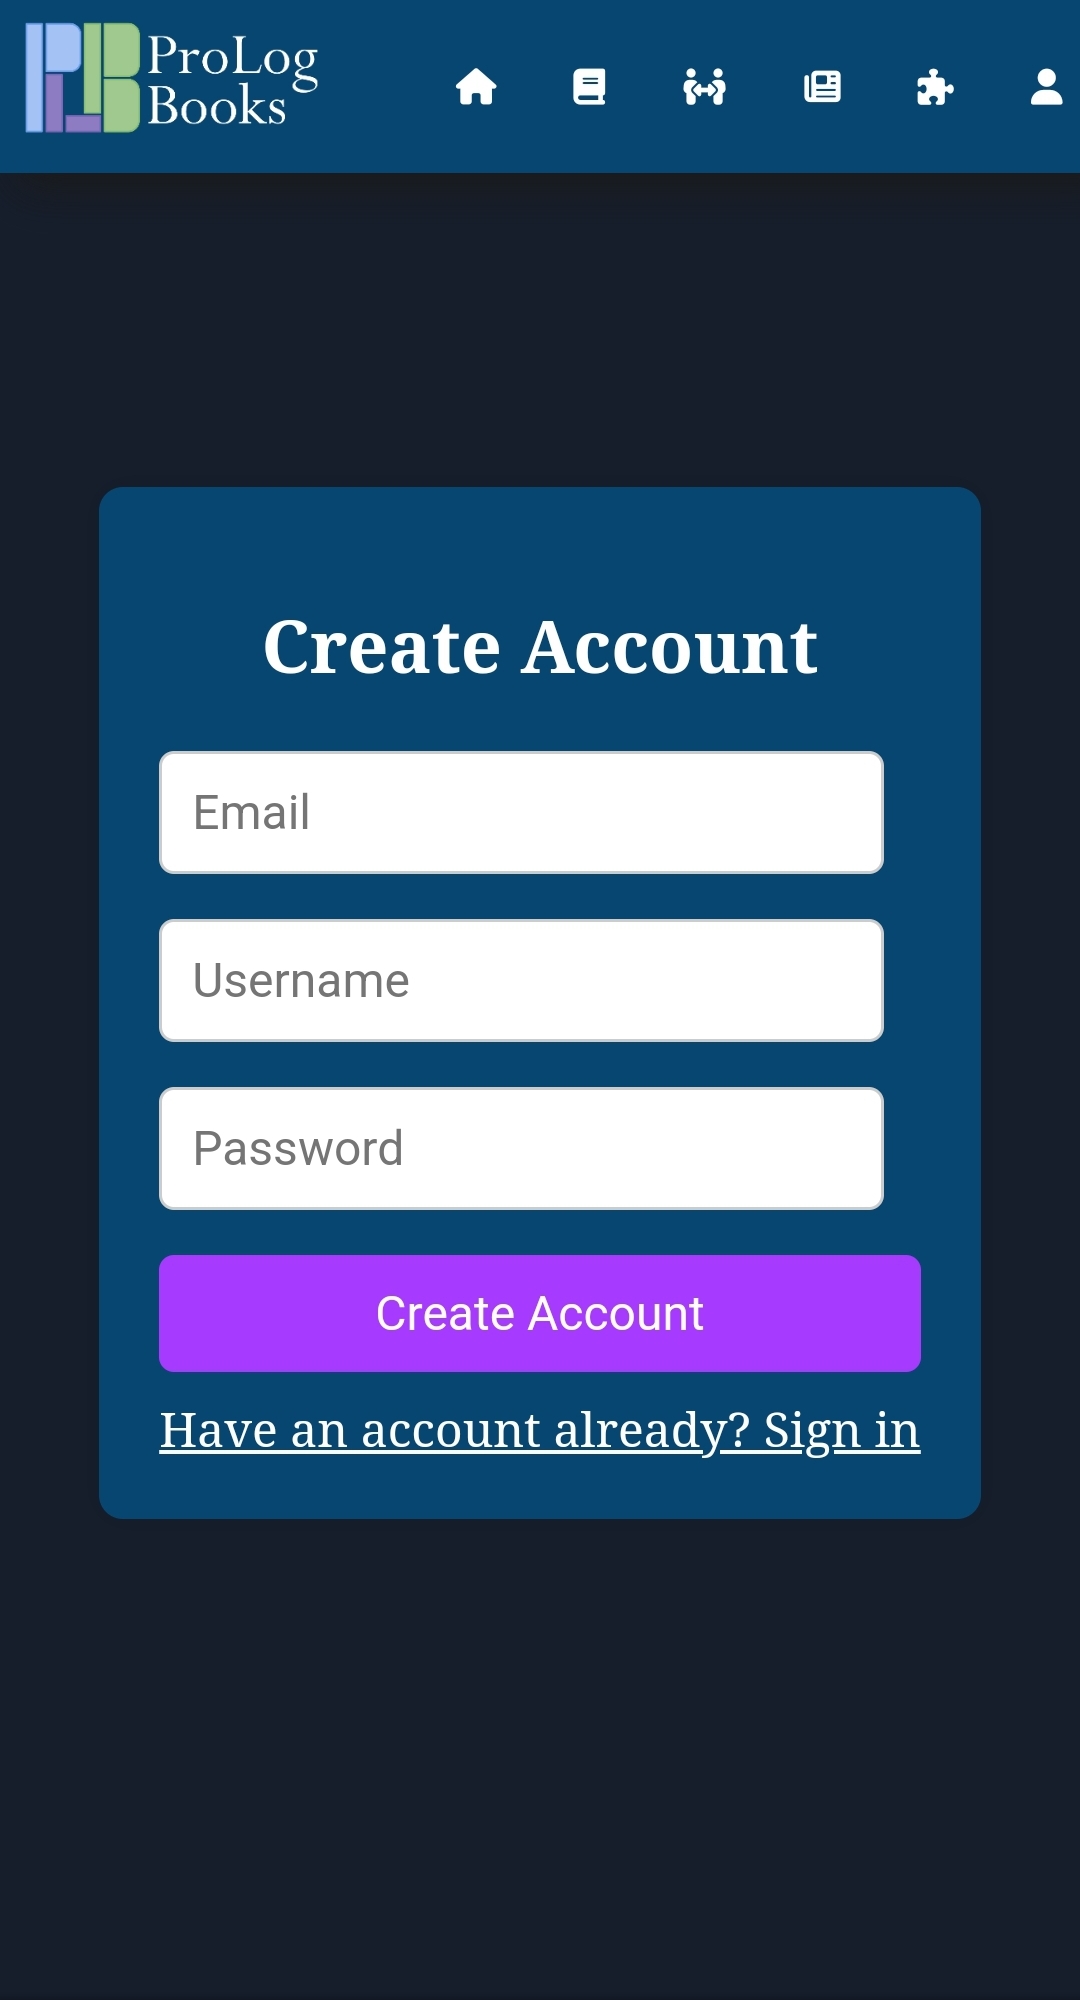 ProLog
Books
Create Account
Email
Username
Password
Create Account
Have an account already? Sign in